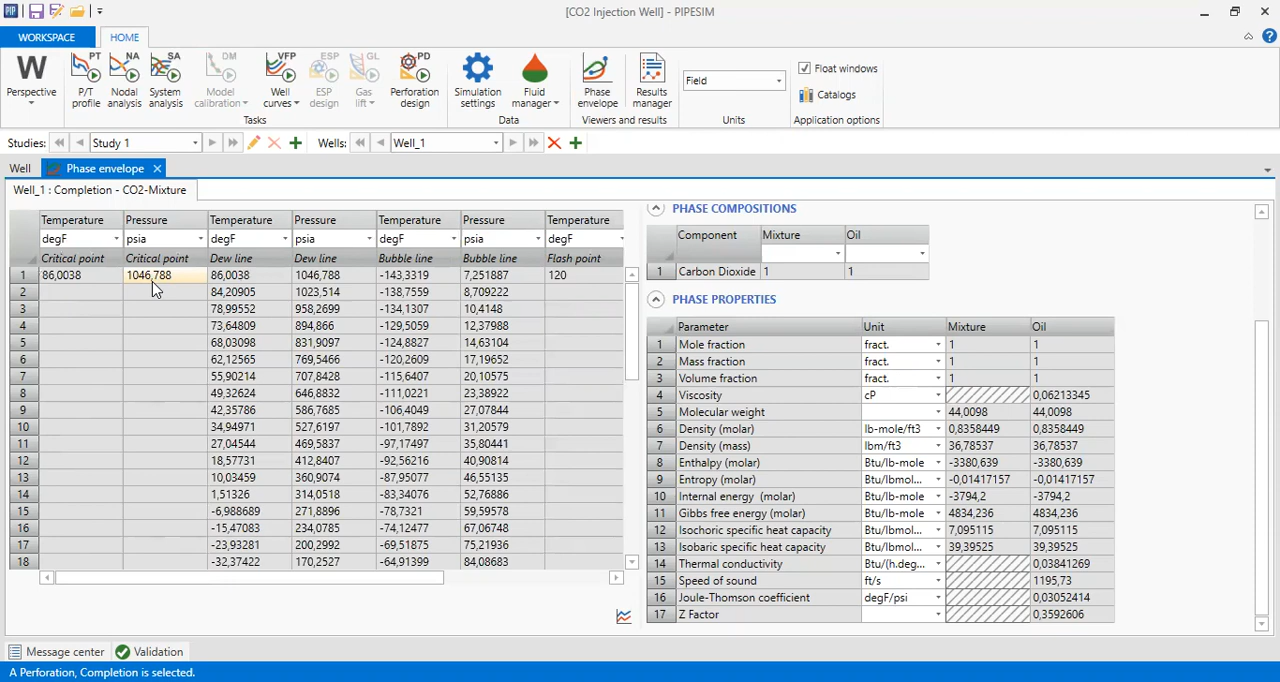 PIP
[CO2 Injection Well] - PIPESIM
WORKSPACE HOME
Perspective
P/T profile
Nodal analysis
System analysis
Model calibration
Well curves
ESP design
Gas lift
Perforation design
Simulation settings
Fluid manager
Phase envelope
Results manager
Field
Float windows
Catalogs
Tasks Data Viewers and results Units Application options
Studies: Study 1 Wells: Well_1
Well Phase envelope
Well_1 : Completion - CO2-Mixture
Temperature Pressure Temperature Pressure Temperature Pressure Temperature
degF psia degF psia degF psia degF
Critical point Critical point Dew line Dew line Bubble line Bubble line Flash point
1 86,0038 1046,788 86,0038 1046,788 -143,3319 7,251887 120
2 84,20905 1023,514 -138,7559 8,709222
3 78,99552 958,2699 -134,1307 10,4148
4 73,64809 894,866 -129,5059 12,37988
5 68,03098 831,9097 -124,8827 14,63104
6 62,12565 769,5466 -120,2609 17,19652
7 55,90214 707,8428 -115,6407 20,10575
8 49,32624 646,8832 -111,0221 23,38922
9 42,35786 586,7685 -106,4049 27,07844
10 34,94971 527,6197 -101,7892 31,20579
11 27,04544 469,5837 -97,17497 35,80441
12 18,57731 412,8407 -92,56216 40,90814
13 10,03459 360,9074 -87,95077 46,55135
14 1,51326 314,0518 -83,34076 52,76886
15 -6,988689 271,8896 -78,7321 59,59578
16 -15,47083 234,0785 -74,12477 67,06748
17 -23,93281 200,2992 -69,51875 75,21936
18 -32,37422 170,2527 -64,91399 84,08683
PHASE COMPOSITIONS
Component Mixture Oil
1 Carbon Dioxide 1 1
PHASE PROPERTIES
Parameter Unit Mixture Oil
1 Mole fraction fract. 1 1
2 Mass fraction fract. 1 1
3 Volume fraction fract. 1 1
4 Viscosity cP 0,06213345
5 Molecular weight 44,0098 44,0098
6 Density (molar) lb-mole/ft3 0,8358449 0,8358449
7 Density (mass) lbm/ft3 36,78537 36,78537
8 Enthalpy (molar) Btu/lb-mole -3380,639 -3380,639
9 Entropy (molar) Btu/lbmol... -0,01417157 -0,01417157
10 Internal energy (molar) Btu/lb-mole -3794,2 -3794,2
11 Gibbs free energy (molar) Btu/lb-mole 4834,236 4834,236
12 Isochoric specific heat capacity Btu/lbmol... 7,095115 7,095115
13 Isobaric specific heat capacity Btu/lbmol... 39,39525 39,39525
14 Thermal conductivity Btu/(h.deg... 0,03841269
15 Speed of sound ft/s 1195,73
16 Joule-Thomson coefficient degF/psi 0,03052414
17 Z Factor 0,3592606
Message center Validation
A Perforation, Completion is selected.